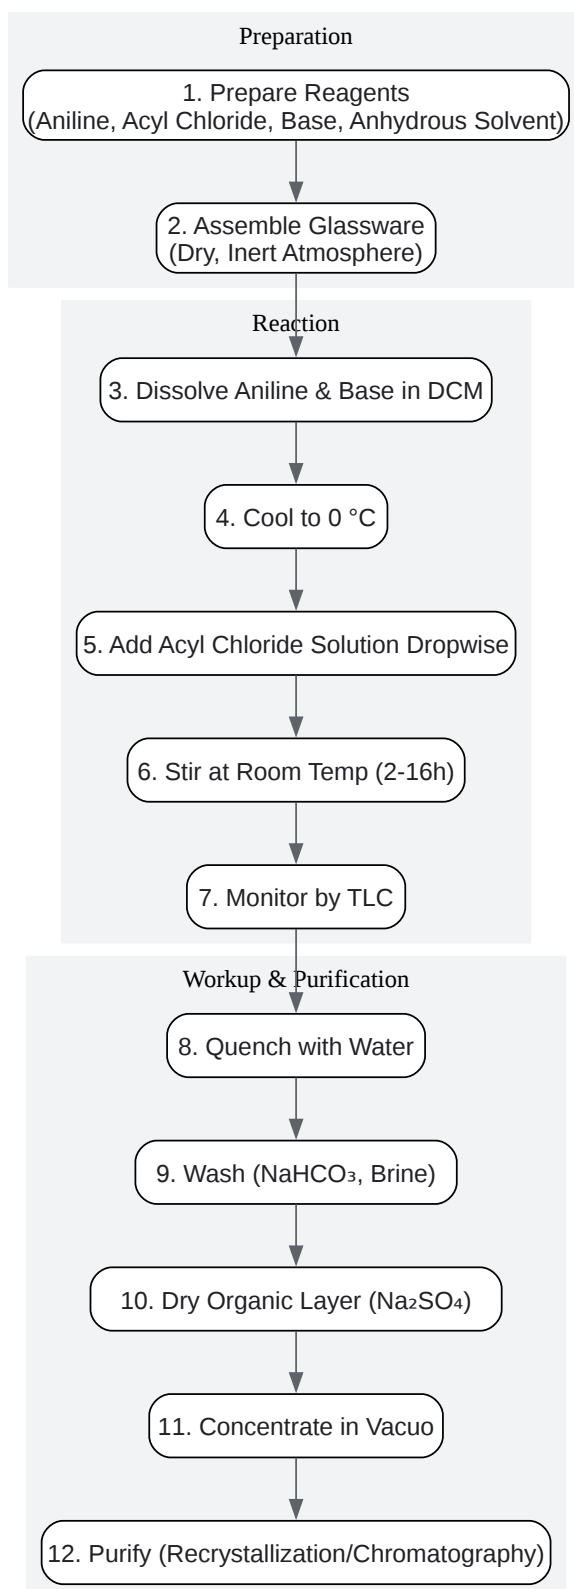 Preparation
1. Prepare Reagents
(Aniline, Acyl Chloride, Base, Anhydrous Solvent)
2. Assemble Glassware
(Dry, Inert Atmosphere)
Reaction
3. Dissolve Aniline & Base in DCM
4. Cool to 0 °C
5. Add Acyl Chloride Solution Dropwise
6. Stir at Room Temp (2-16h)
7. Monitor by TLC
Workup & Purification
8. Quench with Water
9. Wash (NaHCO₃, Brine)
10. Dry Organic Layer (Na₂SO₄)
11. Concentrate in Vacuo
12. Purify (Recrystallization/Chromatography)